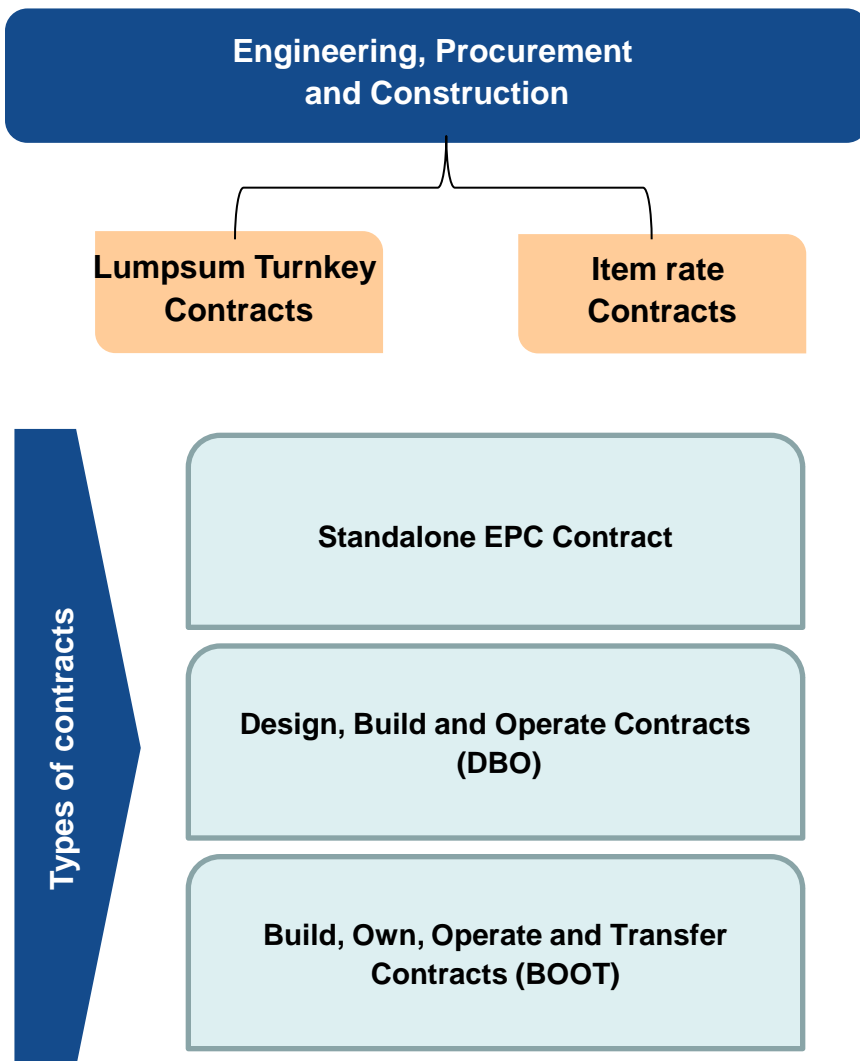 Engineering, Procurement
and Construction
Lumpsum Turnkey
Contracts
Item rate
Contracts
Types of contracts
Standalone EPC Contract
Design, Build and Operate Contracts
(DBO)
Build, Own, Operate and Transfer
Contracts (BOOT)